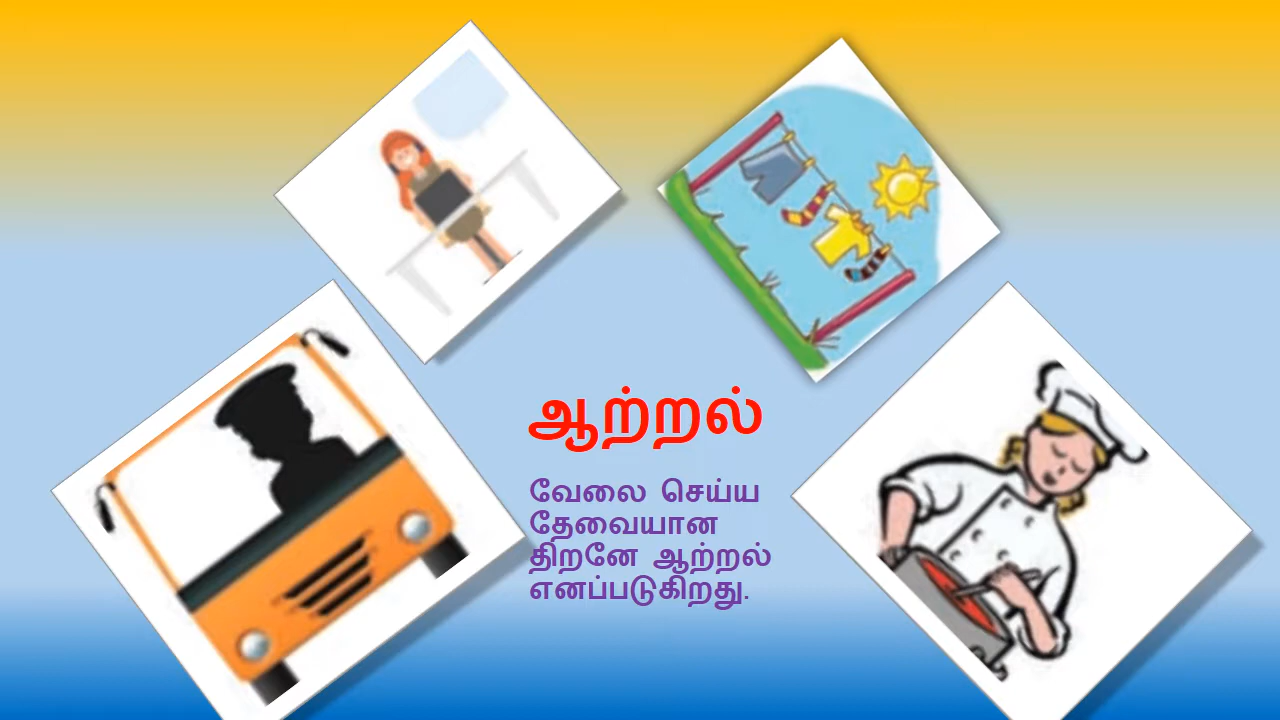 ஆற்றல்
வேலை செய்ய
தேவையான
திறனே ஆற்றல்
எனப்படுகிறது.